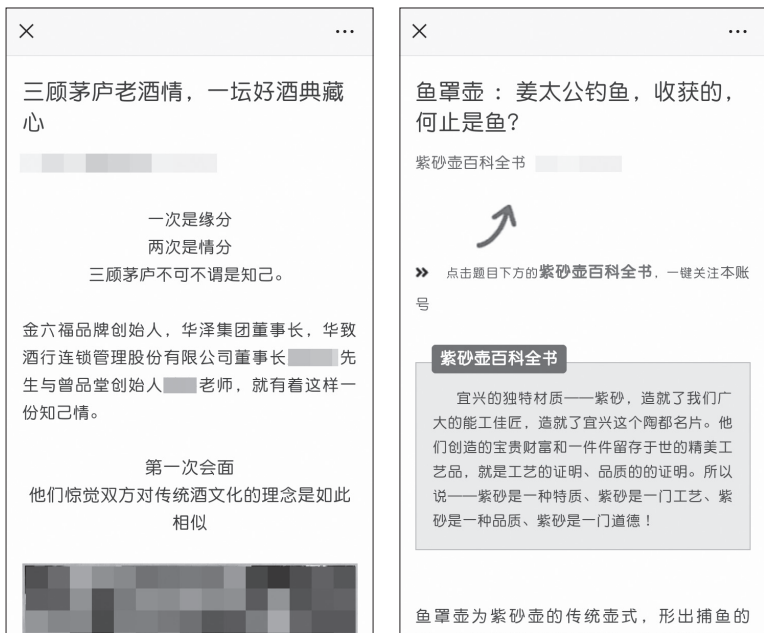 三顾茅庐老酒情，一坛好酒典藏
心
一次是缘分
两次是情分
三顾茅庐不可不谓是知己。
金六福品牌创始人，华泽集团董事长，华致
酒行连锁管理股份有限公司董事长 先
生与曾品堂创始人 老师，就有着这样一
份知己情。
第一次会面
他们惊觉双方对传统酒文化的理念是如此
相似
鱼罩壶 ：姜太公钓鱼，收获的，
何止是鱼？
紫砂壶百科全书
点击题目下方的紫砂壶百科全书，一键关注本账
号
紫砂壶百科全书
宜兴的独特材质——紫砂，造就了我们广
大的能工佳匠，造就了宜兴这个陶都名片。他
们创造的宝贵财富和一件件留存于世的精美工
艺品，就是工艺的证明、品质的的证明。所以
说——紫砂是一种特质、紫砂是一门工艺、紫
砂是一种品质、紫砂是一门道德！
鱼罩壶为紫砂壶的传统壶式，形出捕鱼的